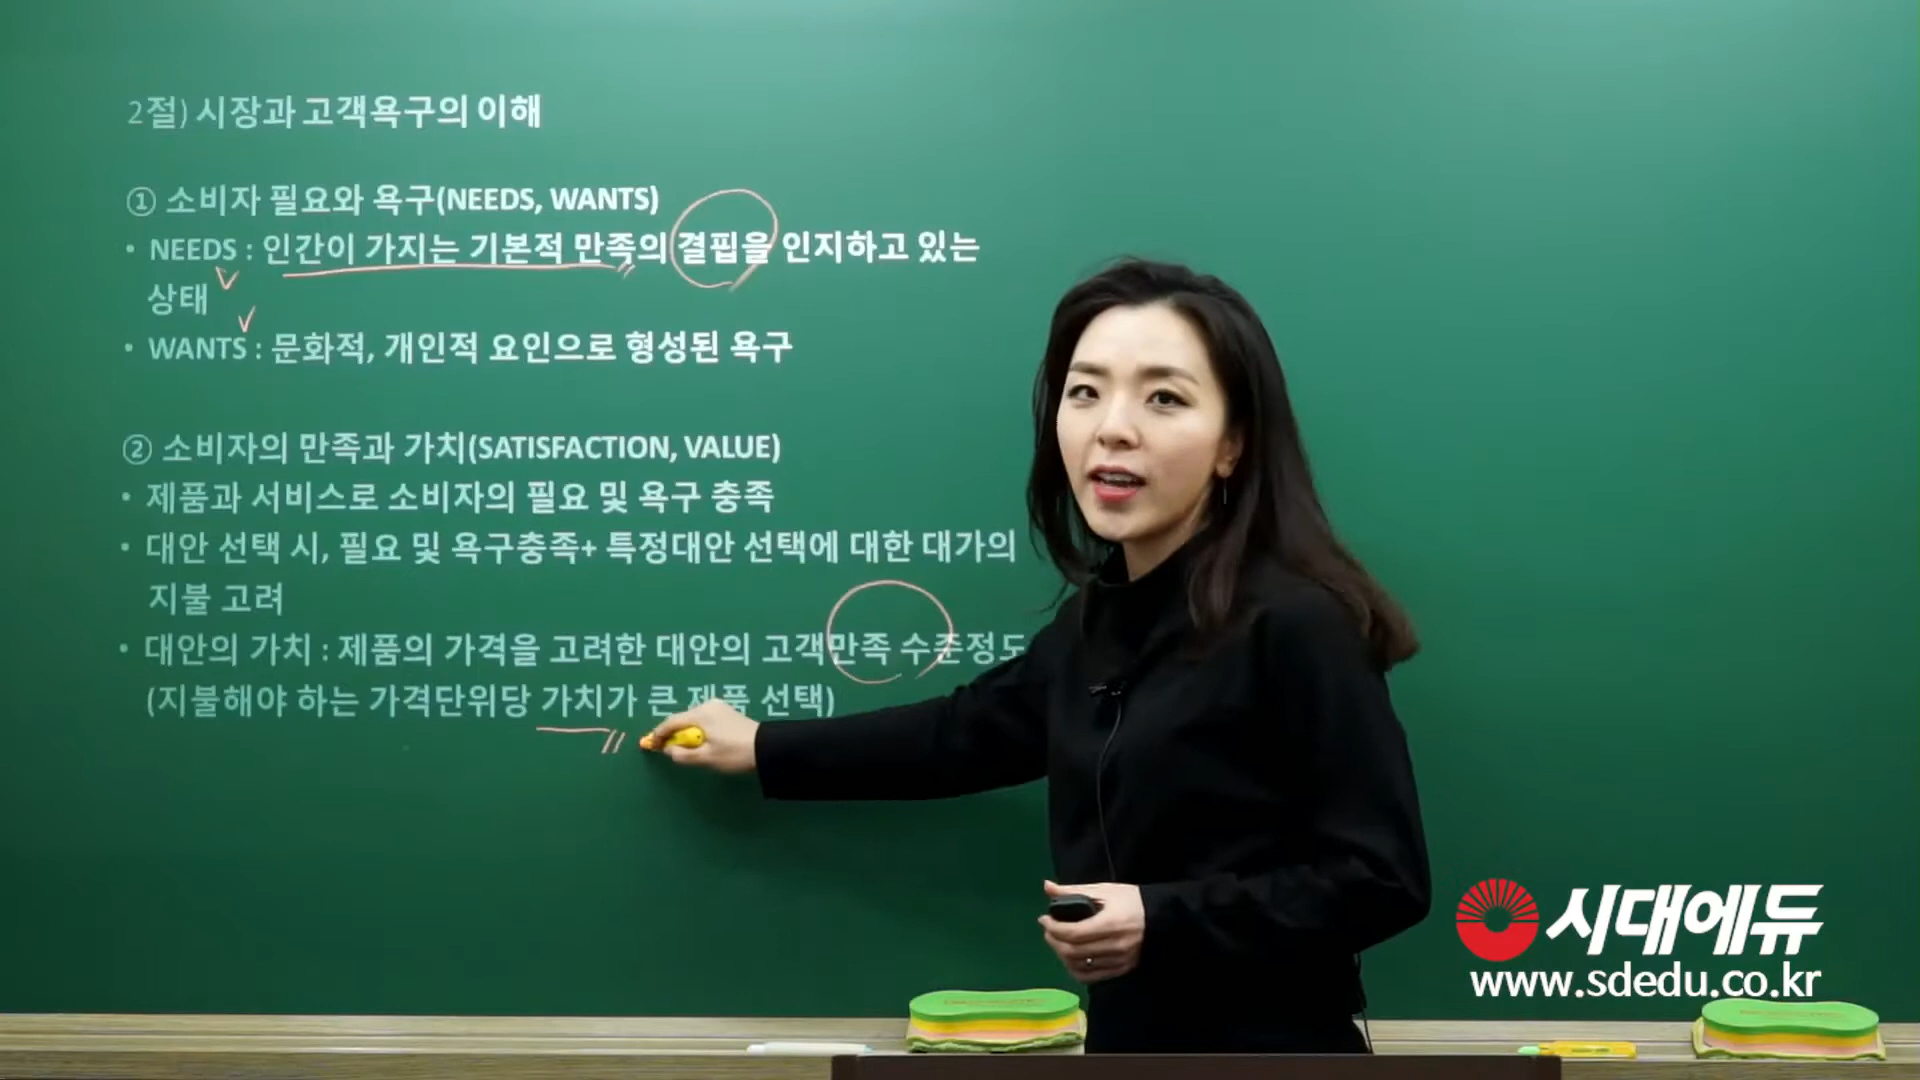 2절) 시장과 고객욕구의 이해
① 소비자 필요와 욕구(NEEDS, WANTS)
• NEEDS : 인간이 가지는 기본적 만족의 결핍을 인지하고 있는
상태
• WANTS : 문화적, 개인적 요인으로 형성된 욕구
② 소비자의 만족과 가치(SATISFACTION, VALUE)
• 제품과 서비스로 소비자의 필요 및 욕구 충족
• 대안 선택 시, 필요 및 욕구충족+ 특정대안 선택에 대한 대가의
지불 고려
• 대안의 가치 : 제품의 가격을 고려한 대안의 고객만족 수준정도
(지불해야 하는 가격단위당 가치가 큰 제품 선택)
시대에듀
www.sdedu.co.kr